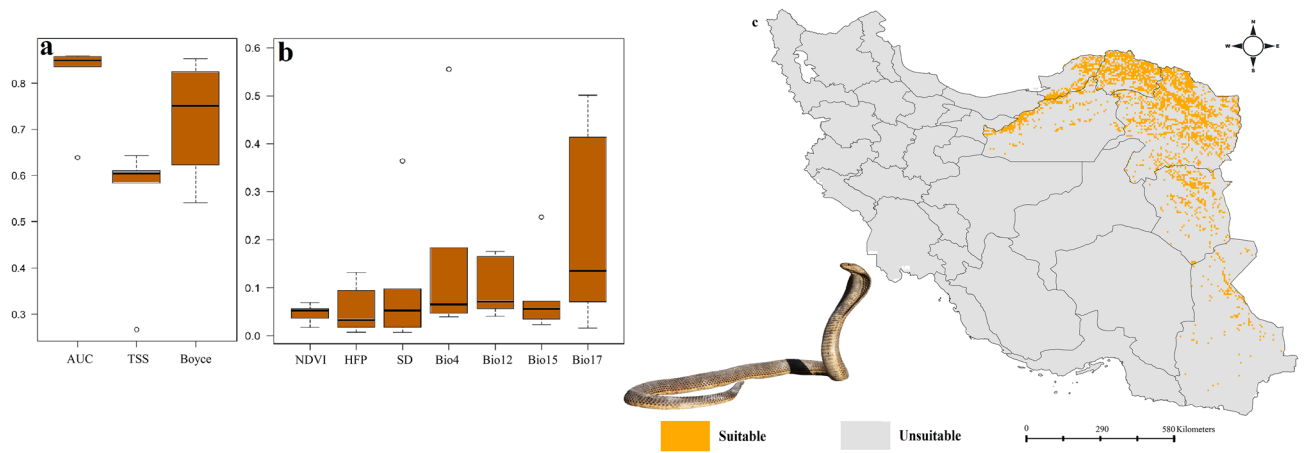 a
0.8
0.7
0.6
0.5
0.4
0.3
AUC TSS Boyce
b
0.6
0.5
0.4
0.3
0.2
0.1
0.0
NDVI HFP SD Bio4 Bio12 Bio15 Bio17
c
N
W E
S
Suitable
Unsuitable
0 290 580 Kilometers